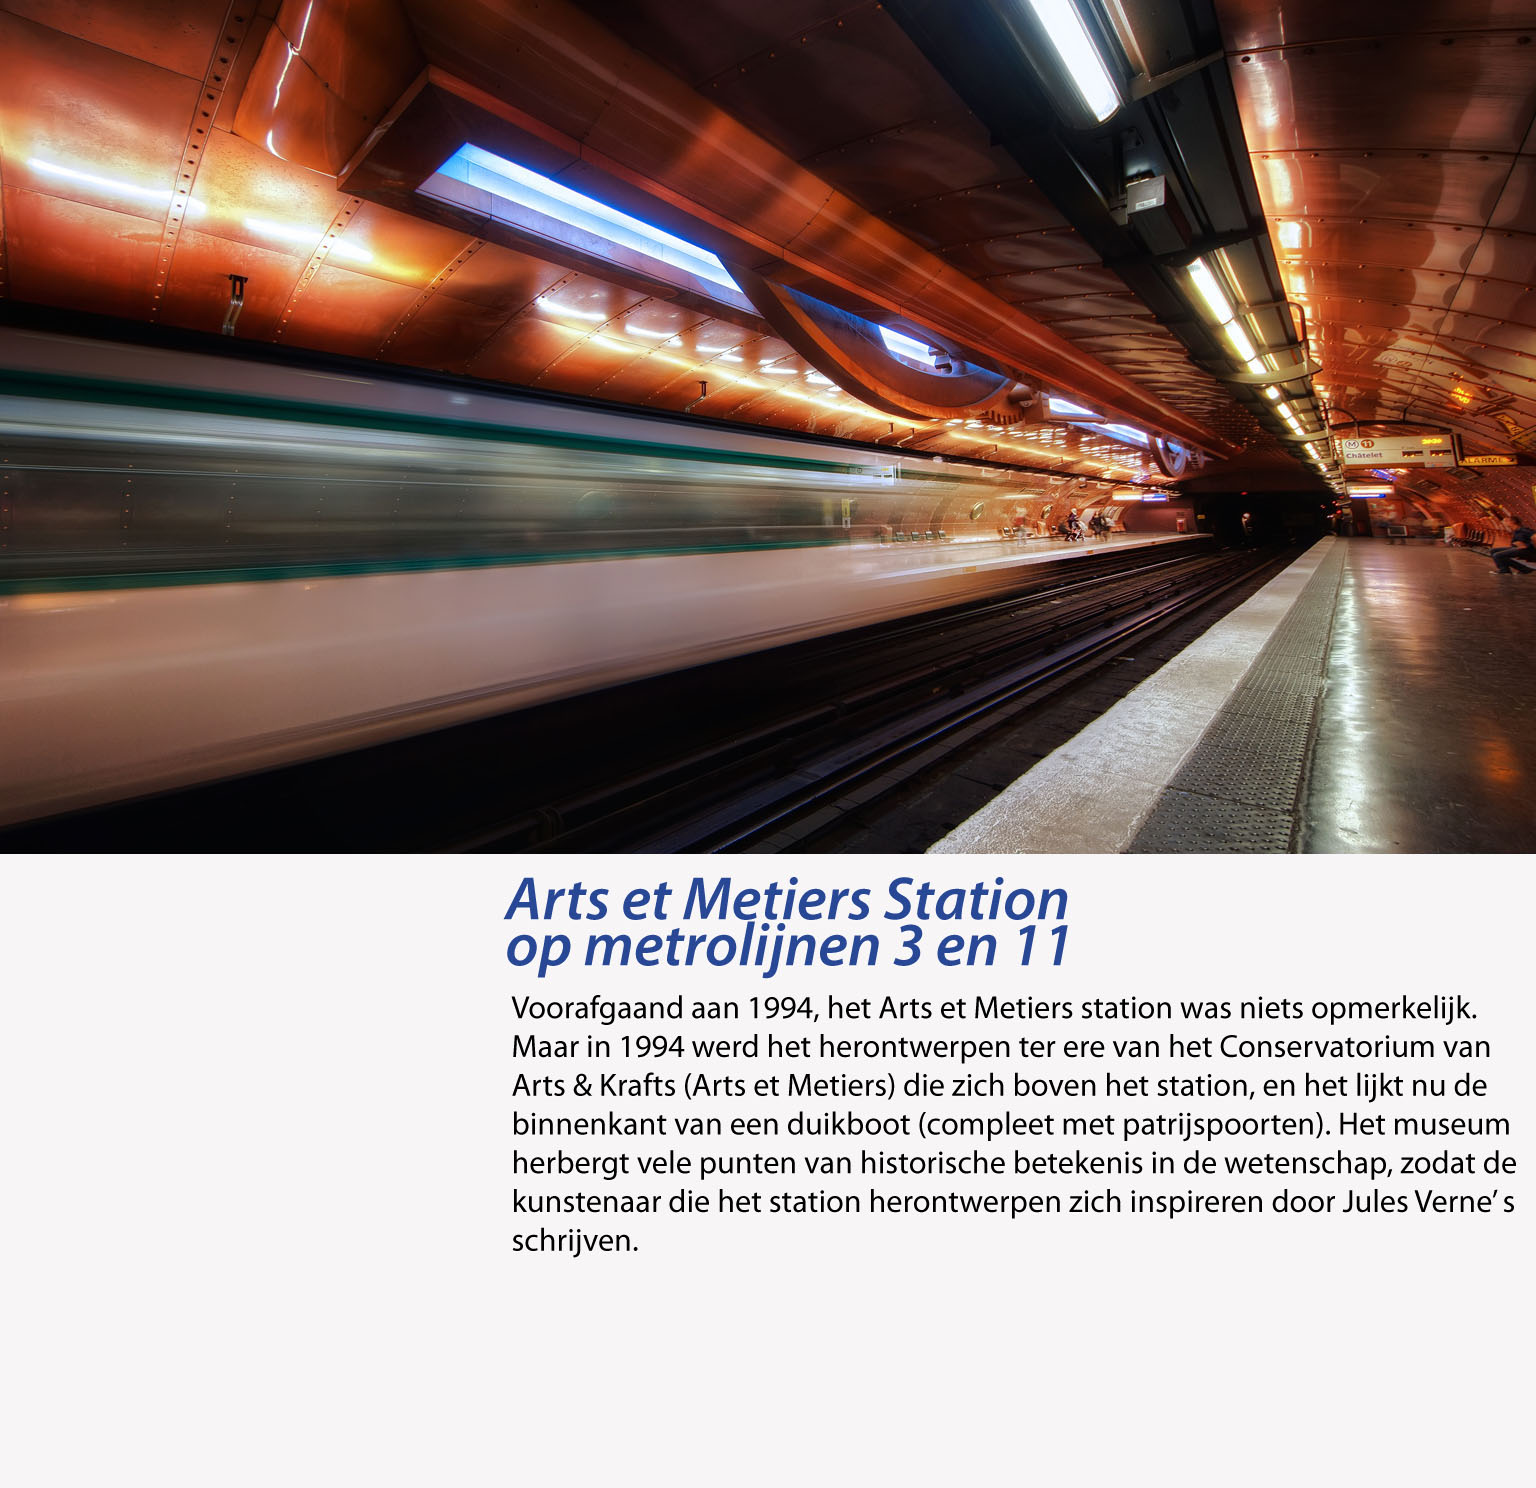 M 11
Châtelet
ALARME
Arts et Metiers Station
op metrolijnen 3 en 11
Voorafgaand aan 1994, het Arts et Metiers station was niets opmerkelijk.
Maar in 1994 werd het herontwerpen ter ere van het Conservatorium van
Arts & Krafts (Arts et Metiers) die zich boven het station, en het lijkt nu de
binnenkant van een duikboot (compleet met patrijspoorten). Het museum
herbergt vele punten van historische betekenis in de wetenschap, zodat de
kunstenaar die het station herontwerpen zich inspireren door Jules Verne’ s
schrijven.